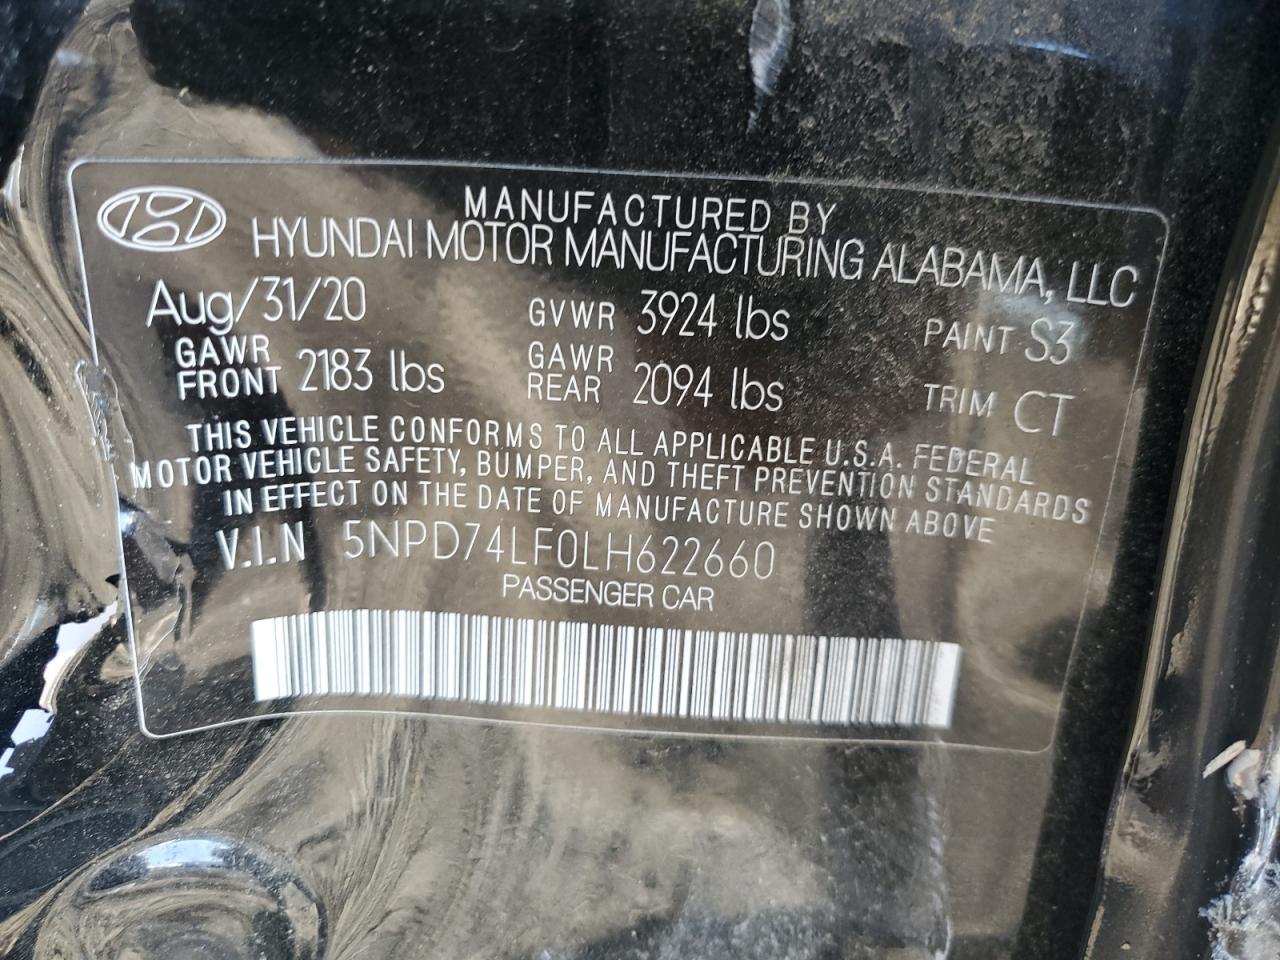 MANUFACTURED BY
HYUNDAI MOTOR MANUFACTURING ALABAMA, LLC
Aug/31/20 GVWR 3924 lbs PAINT S3
GAWR FRONT 2183 lbs GAWR REAR 2094 lbs TRIM CT
THIS VEHICLE CONFORMS TO ALL APPLICABLE U.S.A. FEDERAL
MOTOR VEHICLE SAFETY, BUMPER, AND THEFT PREVENTION STANDARDS
IN EFFECT ON THE DATE OF MANUFACTURE SHOWN ABOVE
V.I.N 5NPD74LF0LH622660
PASSENGER CAR